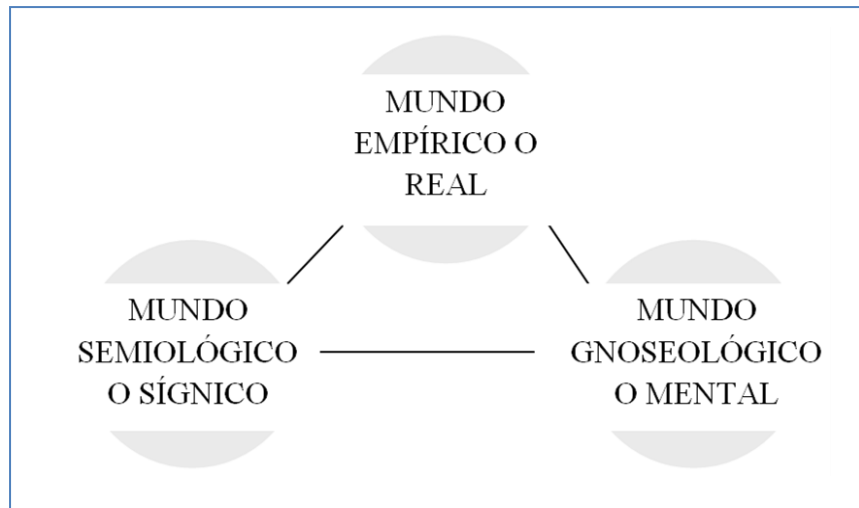 MUNDO
EMPÍRICO O
REAL
MUNDO
SEMIOLÓGICO
O SÍGNICO
MUNDO
GNOSEOLÓGICO
O MENTAL